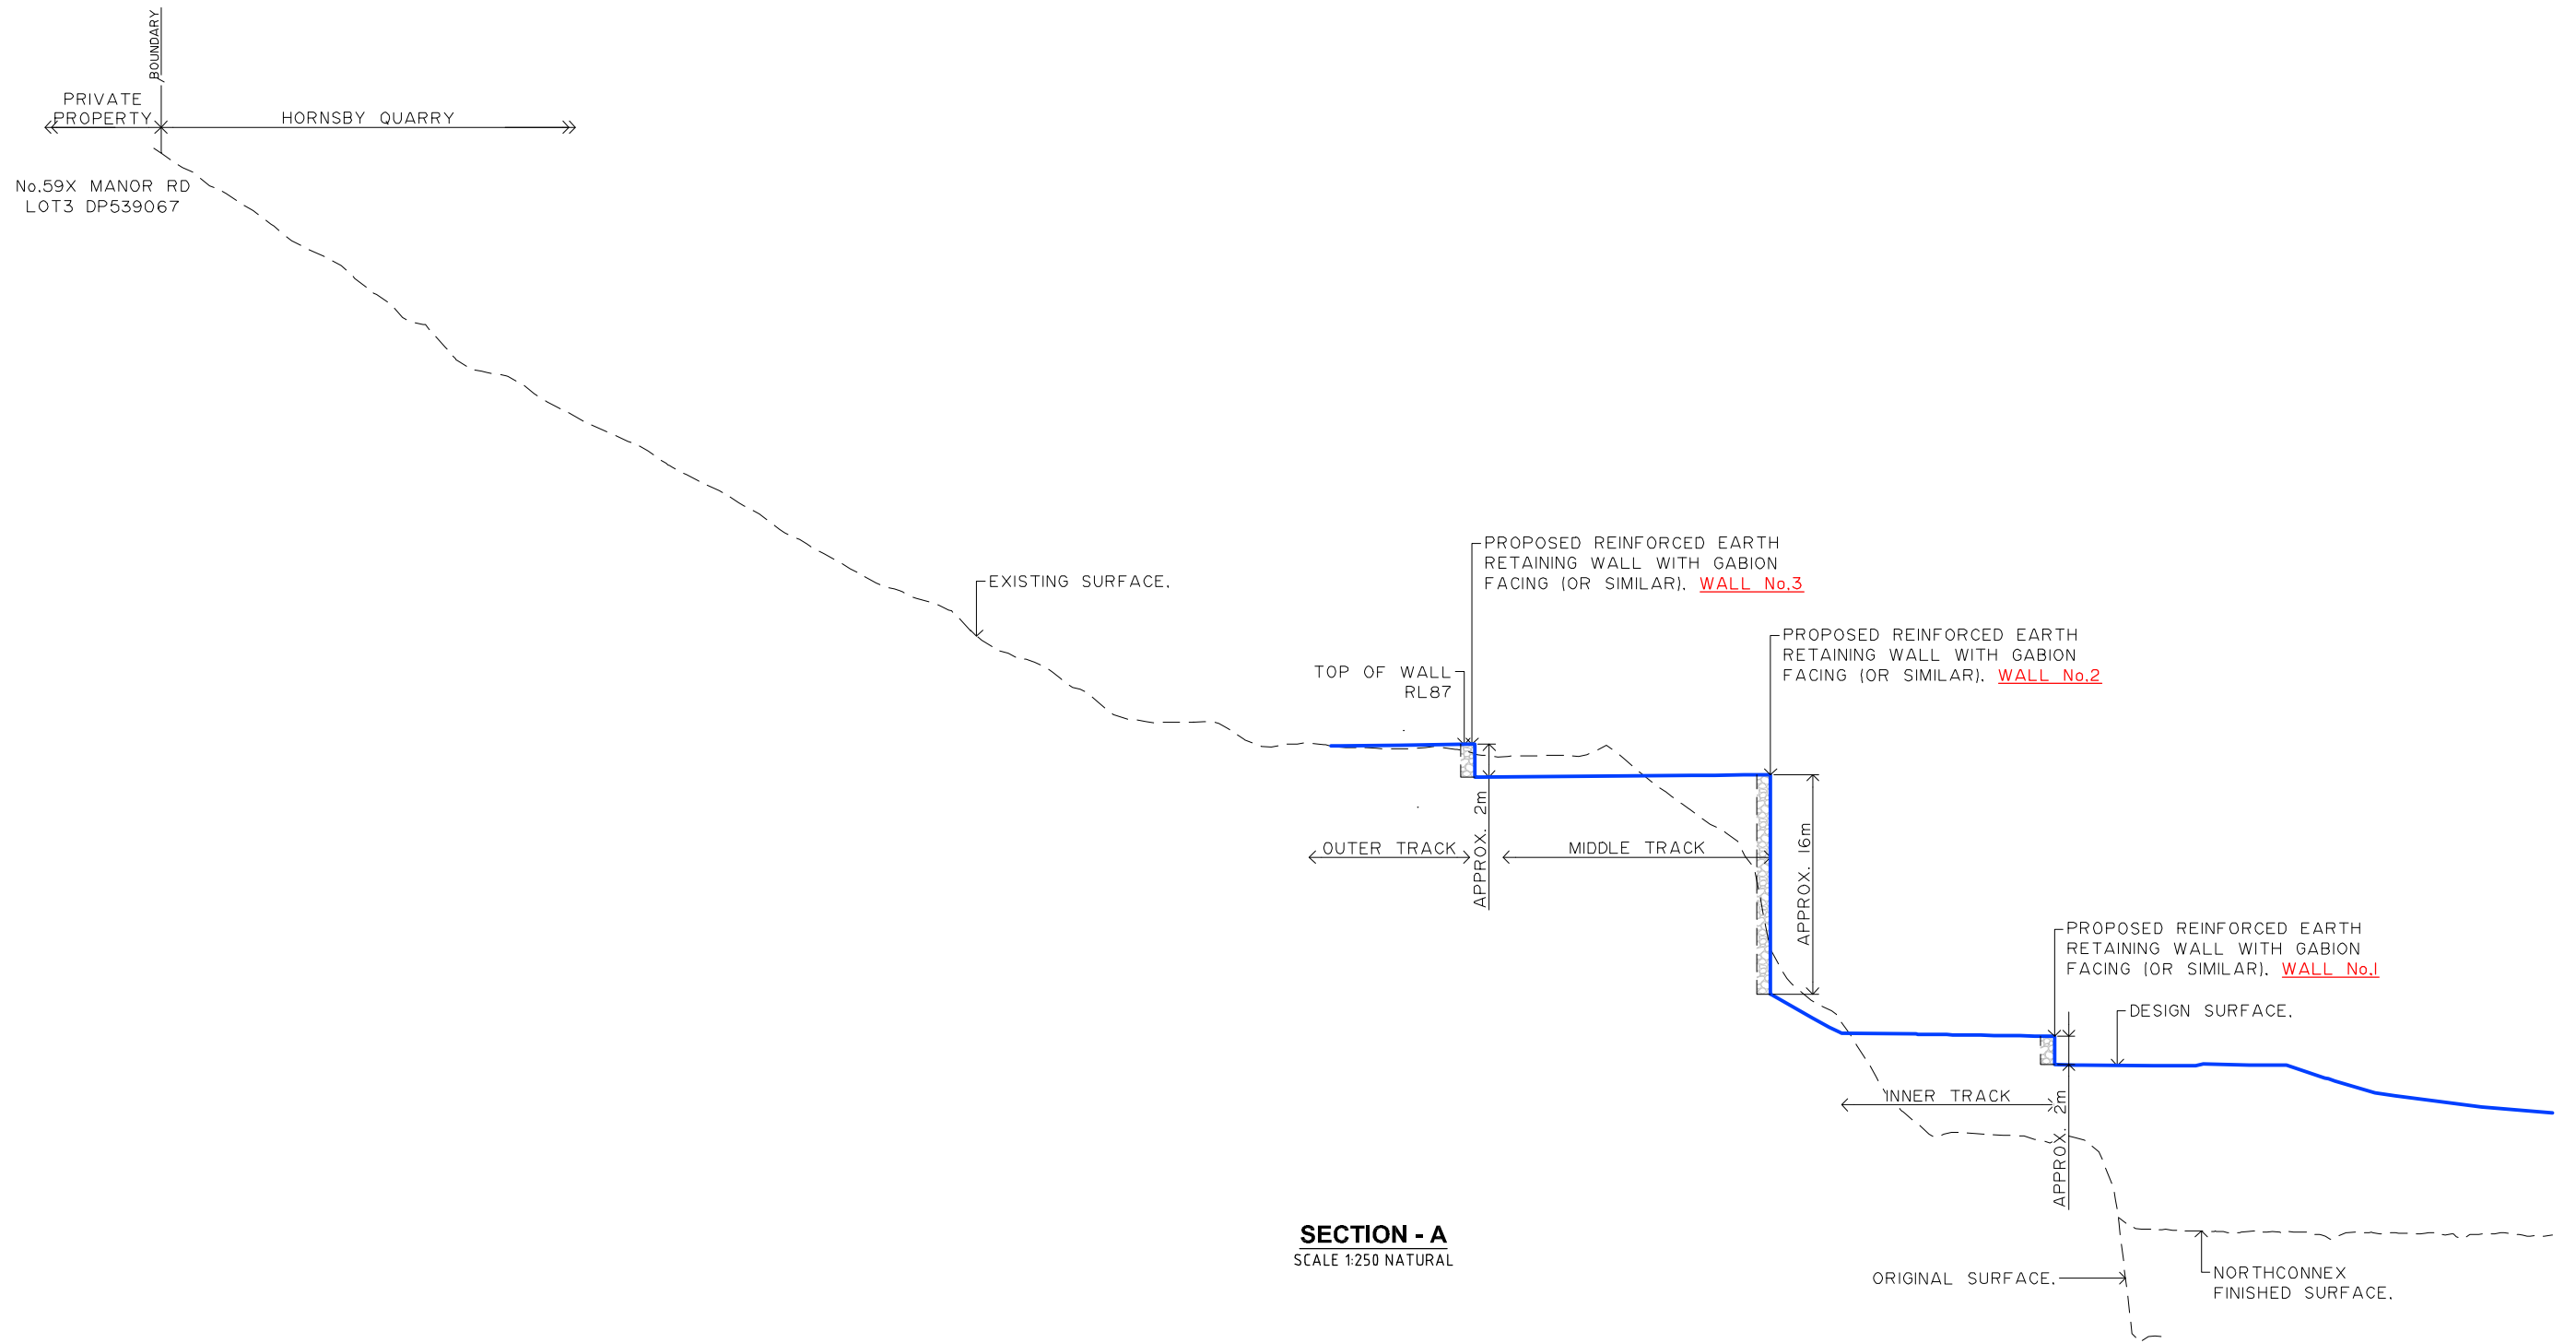 BOUNDARY
PRIVATE
PROPERTY
HORNSBY QUARRY
No.59X MANOR RD
LOT3 DP539067
EXISTING SURFACE.
PROPOSED REINFORCED EARTH
RETAINING WALL WITH GABION
FACING (OR SIMILAR). WALL No.3
TOP OF WALL
RL87
PROPOSED REINFORCED EARTH
RETAINING WALL WITH GABION
FACING (OR SIMILAR). WALL No.2
APPROX. 2m
OUTER TRACK
MIDDLE TRACK
APPROX. 16m
PROPOSED REINFORCED EARTH
RETAINING WALL WITH GABION
FACING (OR SIMILAR). WALL No.1
DESIGN SURFACE.
INNER TRACK
APPROX. 2m
SECTION - A
SCALE 1:250 NATURAL
ORIGINAL SURFACE.
NORTHCONNEX
FINISHED SURFACE.